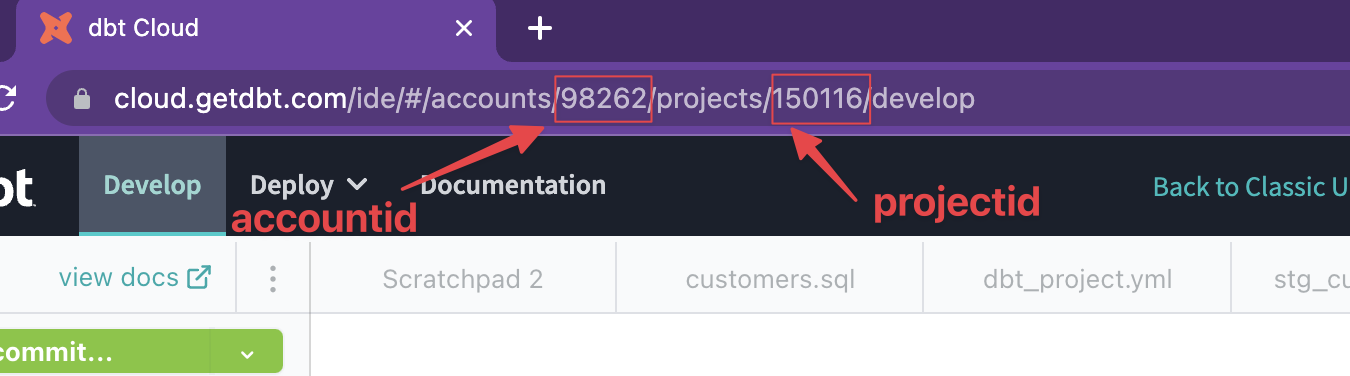 dbt Cloud
cloud.getdbt.com/ide/#/accounts/98262/projects/150116/develop
Develop Deploy Documentation Back to Classic U
accountid projectid
view docs Scratchpad 2 customers.sql dbt_project.yml stg_cu
commit...